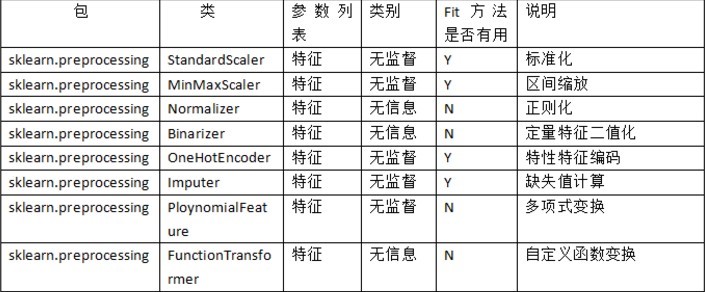 包 类 参数列表 类别 Fit 方法是否有用 说明
sklearn.preprocessing StandardScaler 特征 无监督 Y 标准化
sklearn.preprocessing MinMaxScaler 特征 无监督 Y 区间缩放
sklearn.preprocessing Normalizer 特征 无信息 N 正则化
sklearn.preprocessing Binarizer 特征 无信息 N 定量特征二值化
sklearn.preprocessing OneHotEncoder 特征 无监督 Y 特性特征编码
sklearn.preprocessing Imputer 特征 无监督 Y 缺失值计算
sklearn.preprocessing PloynomialFeature 特征 无监督 N 多项式变换
sklearn.preprocessing FunctionTransformer 特征 无信息 N 自定义函数变换